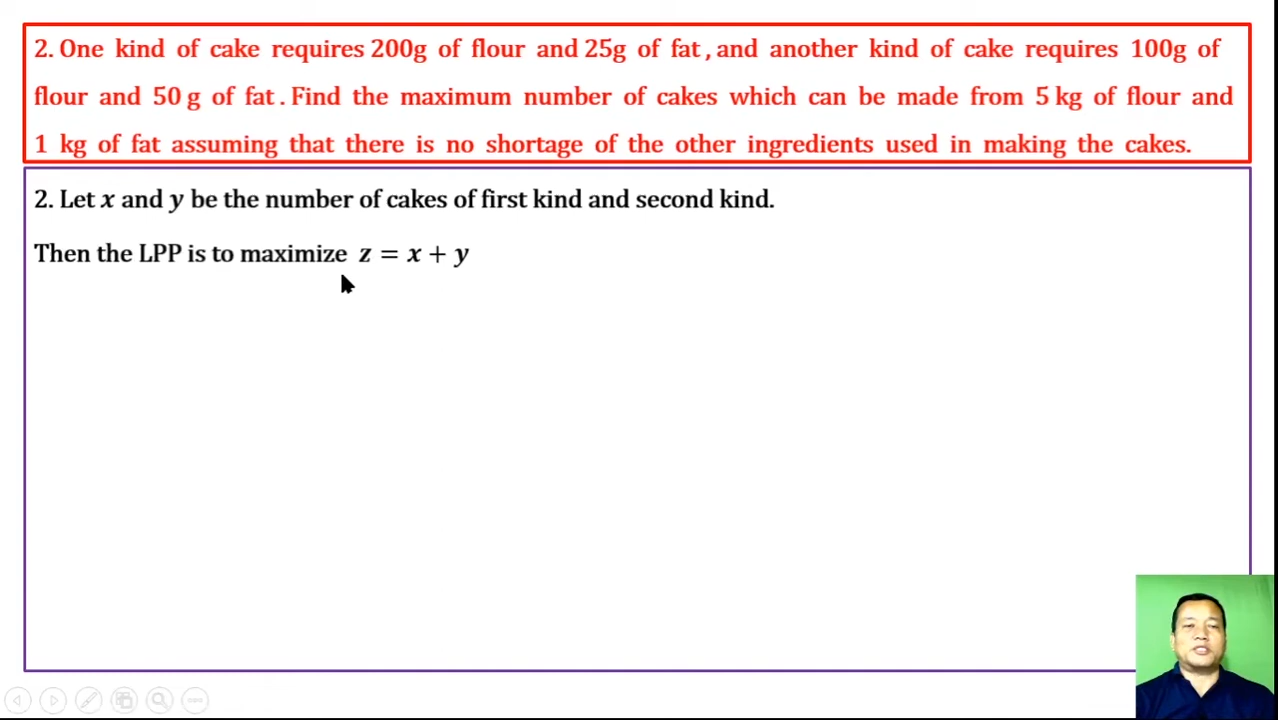 2. One kind of cake requires 200g of flour and 25g of fat, and another kind of cake requires 100g of
flour and 50 g of fat. Find the maximum number of cakes which can be made from 5 kg of flour and
1 kg of fat assuming that there is no shortage of the other ingredients used in making the cakes.
2. Let x and y be the number of cakes of first kind and second kind.
Then the LPP is to maximize z = x + y